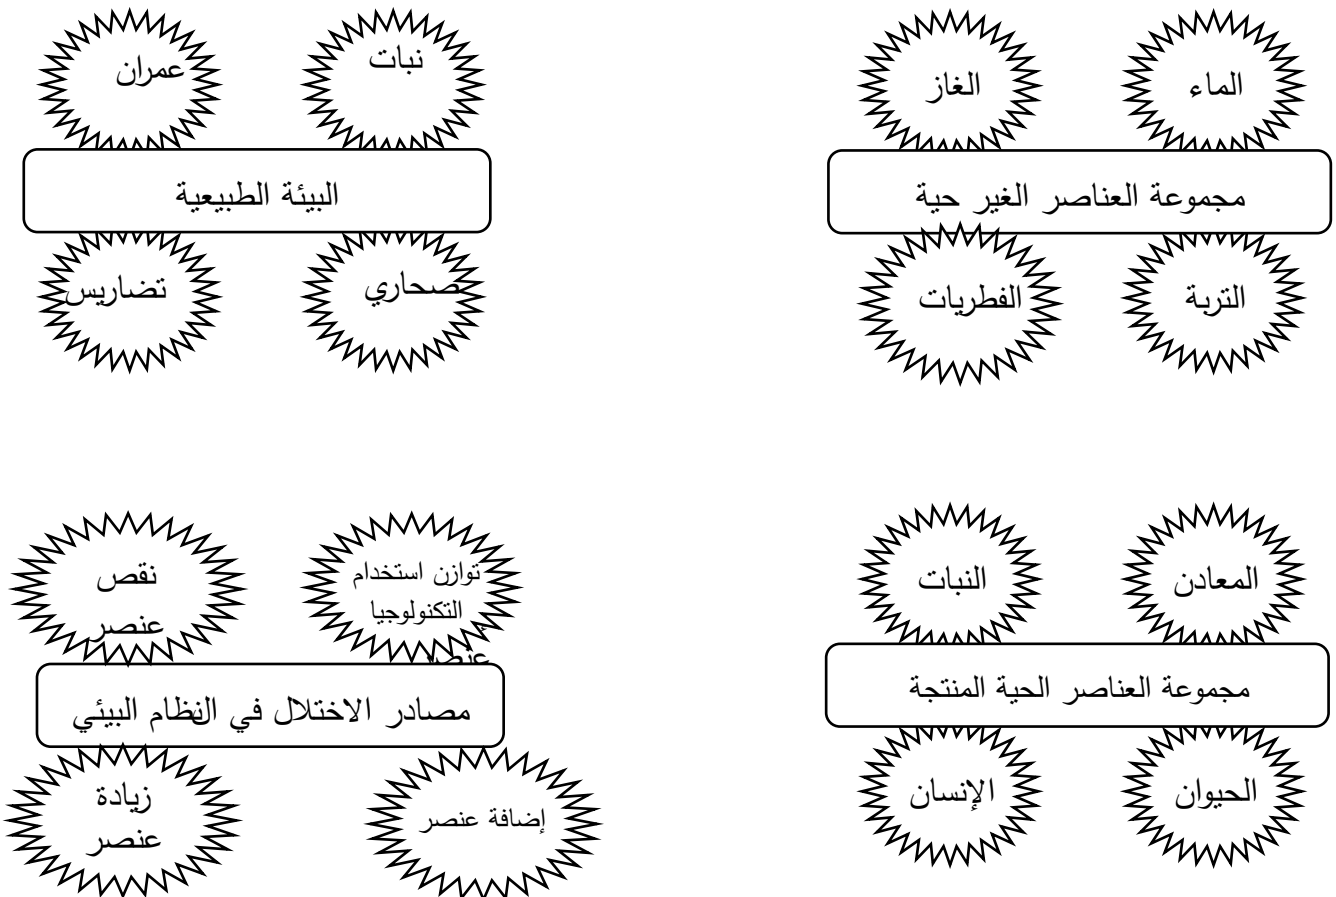 الماء
الغاز
مجموعة العناصر الغير حية
التربة
الفطريات
نبات
عمران
البيئة الطبيعية
صحاري
تضاريس
المعادن
النبات
مجموعة العناصر الحية المنتجة
الحيوان
الإنسان
توازن استخدام
التكنولوجيا
عنصر
نقص
عنصر
مصادر الاختلال في النظام البيئي
إضافة عنصر
زيادة
عنصر